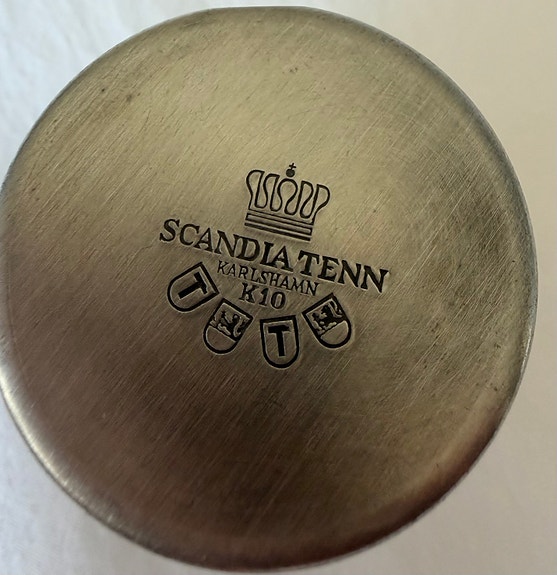 SCANDIA TENN
KARLSHAMN
K10
T T